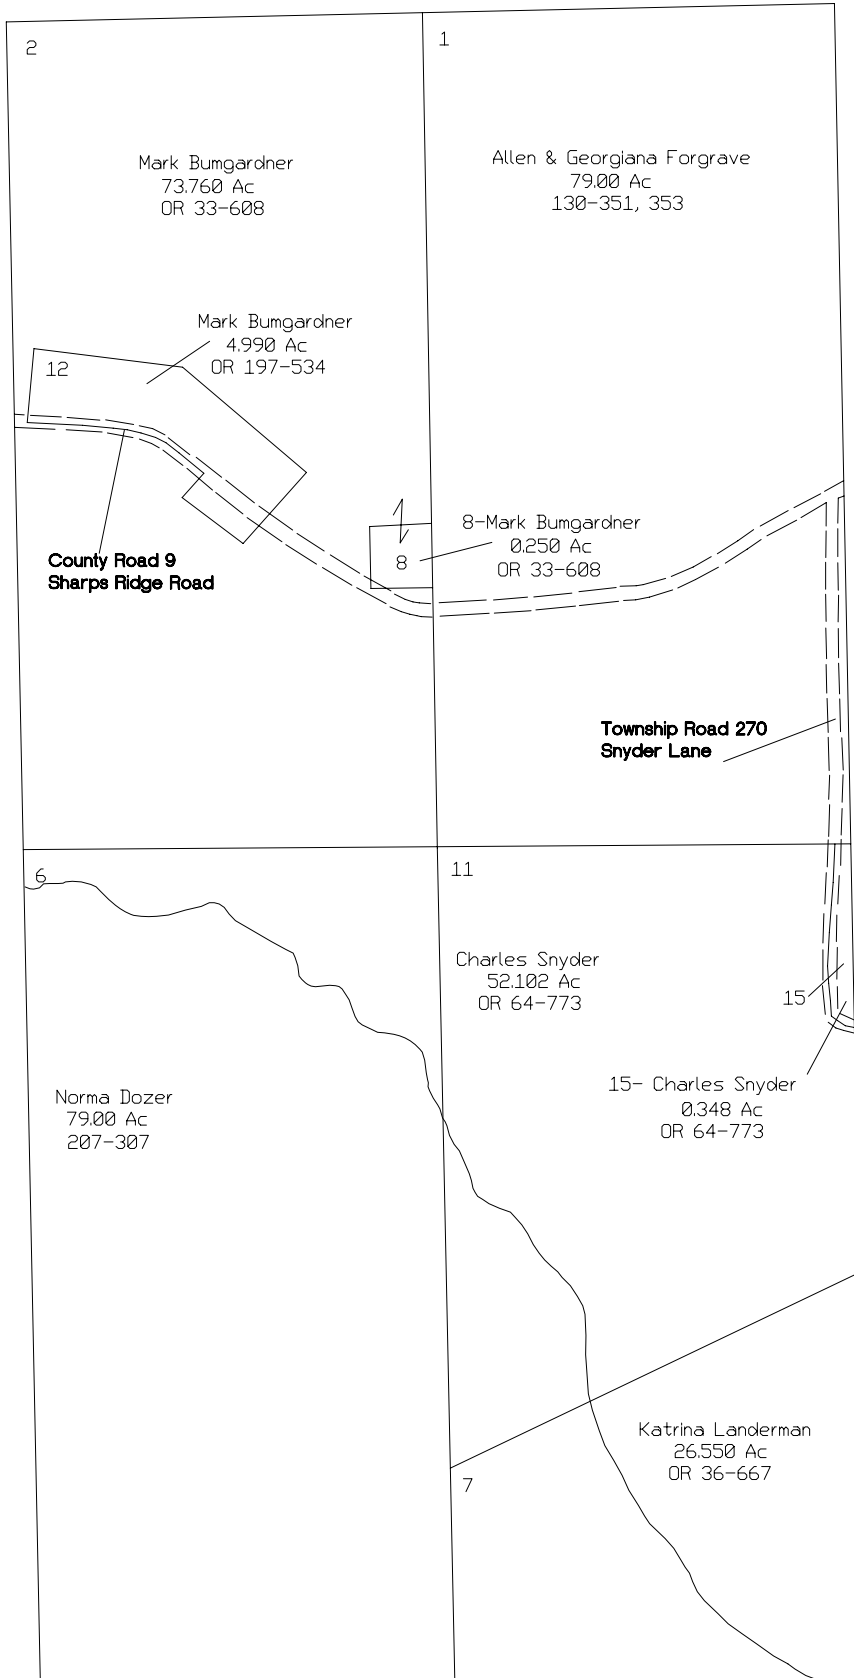 2
1
Mark Bumgardner
73.760 Ac
OR 33-608
Allen & Georgiana Forgrave
79.00 Ac
130-351, 353
Mark Bumgardner
4.990 Ac
OR 197-534
12
8-Mark Bumgardner
0.250 Ac
OR 33-608
8
County Road 9
Sharps Ridge Road
Township Road 270
Snyder Lane
6
11
Charles Snyder
52.102 Ac
OR 64-773
15
15- Charles Snyder
0.348 Ac
OR 64-773
Norma Dozer
79.00 Ac
207-307
Katrina Landerman
26.550 Ac
OR 36-667
7